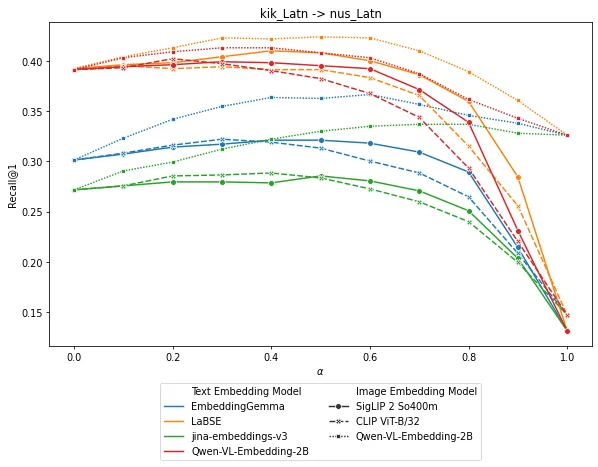 kik_Latn -> nus_Latn
Recall@1
0.40
0.35
0.30
0.25
0.20
0.15
0.0 0.2 0.4 0.6 0.8 1.0
α
Text Embedding Model
EmbeddingGemma
LaBSE
jina-embeddings-v3
Qwen-VL-Embedding-2B
Image Embedding Model
SigLIP 2 So400m
CLIP ViT-B/32
Qwen-VL-Embedding-2B